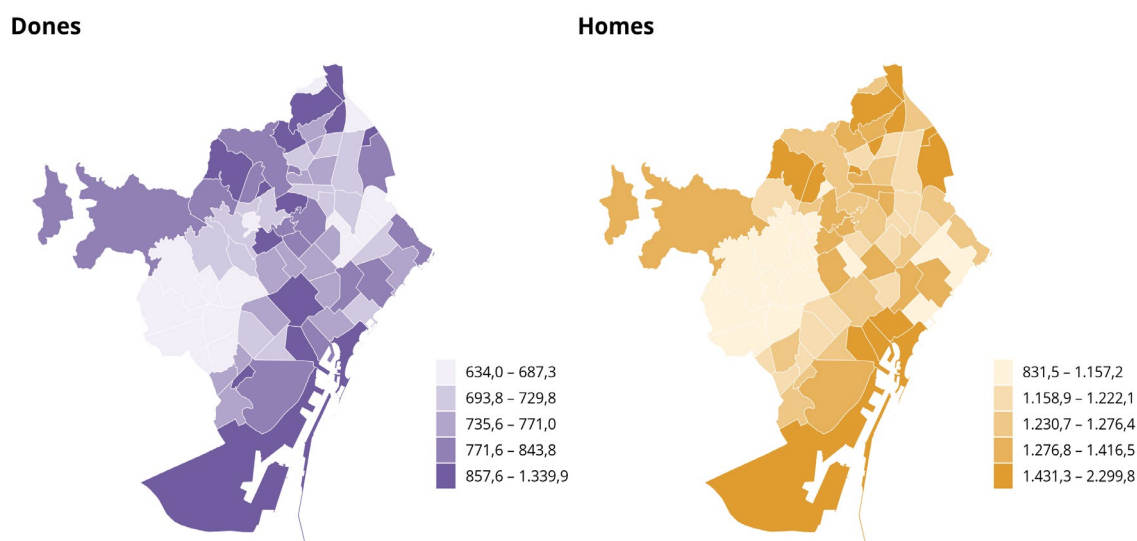 Dones
Homes
634,0 – 687,3
693,8 – 729,8
735,6 – 771,0
771,6 – 843,8
857,6 – 1.339,9
831,5 – 1.157,2
1.158,9 – 1.222,1
1.230,7 – 1.276,4
1.276,8 – 1.416,5
1.431,3 – 2.299,8